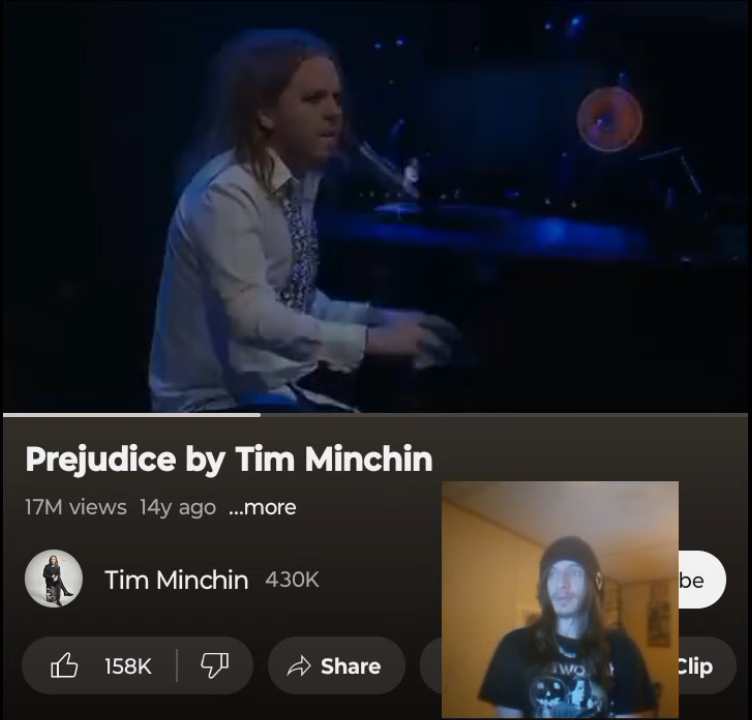 Prejudice by Tim Minchin
17M views 14y ago ...more
Tim Minchin 430K
be
158K Share Clip